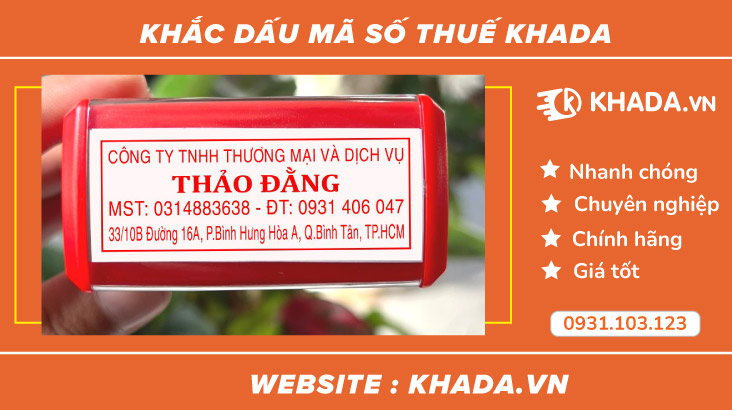 KHẮC DẤU MÃ SỐ THUẾ KHADA
CÔNG TY TNHH THƯƠNG MẠI VÀ DỊCH VỤ
THẢO ĐẰNG
MST: 0314883638 - ĐT: 0931 406 047
33/10B Đường 16A, P.Bình Hưng Hòa A, Q.Bình Tân, TP.HCM
K KHADA.VN
Nhanh chóng
Chuyên nghiệp
Chính hãng
Giá tốt
0931.103.123
WEBSITE : KHADA.VN